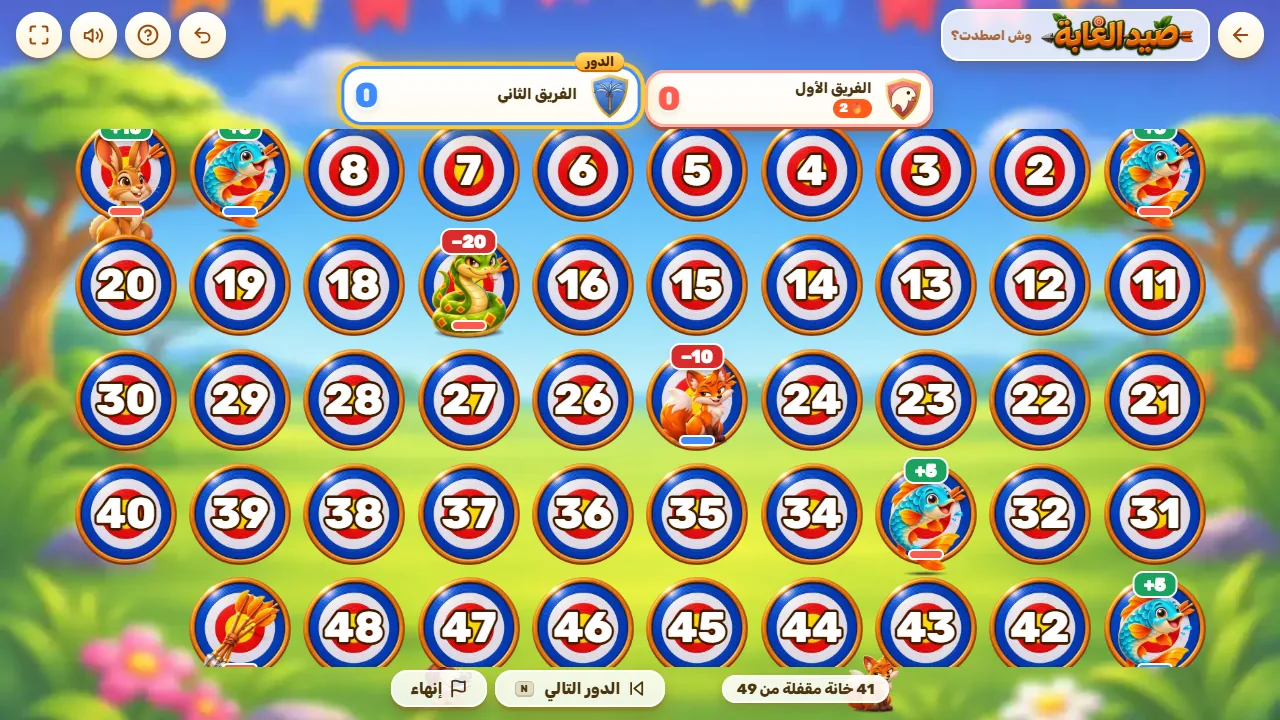 صيد الغابة
وش اصطدت؟
الدور
الفريق الأول
2
0
الفريق الثاني
0
2 3 4 5 6 7 8
11 12 13 14 15 16 -20 18 19 20
21 22 23 24 -10 26 27 28 29 30
31 32 +5 34 35 36 37 38 39 40
+5 42 43 44 45 46 47 48
41 خانة مقفلة من 49
الدور التالي N
إنهاء